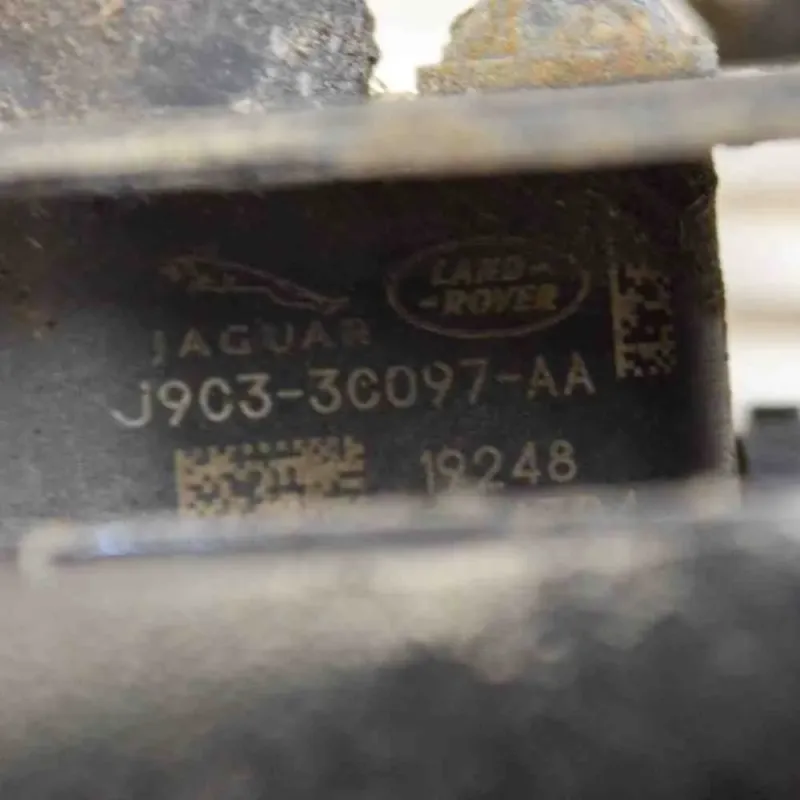 LAND-
-ROVER
JAGUAR
J9C3-3C097-AA
19248